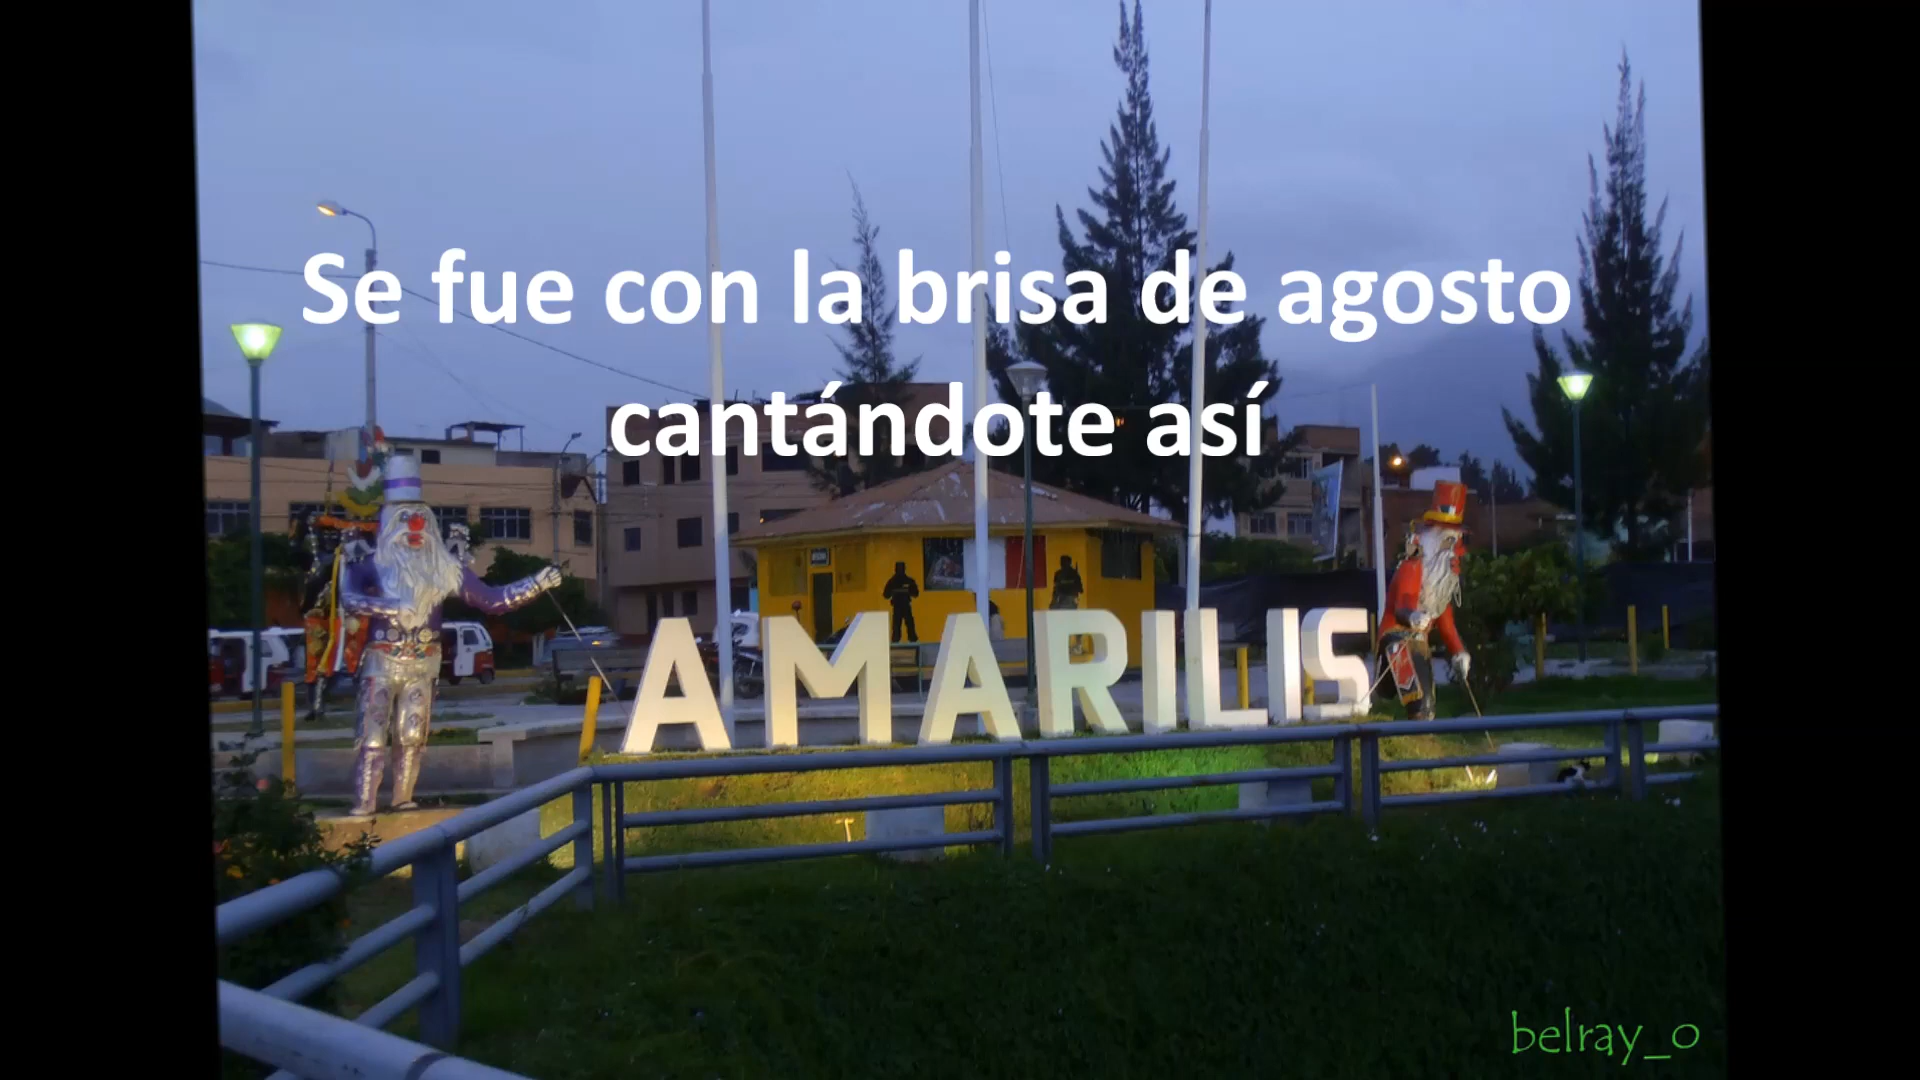 Se fue con la brisa de agosto
cantándote así
AMARILIS
belray_o